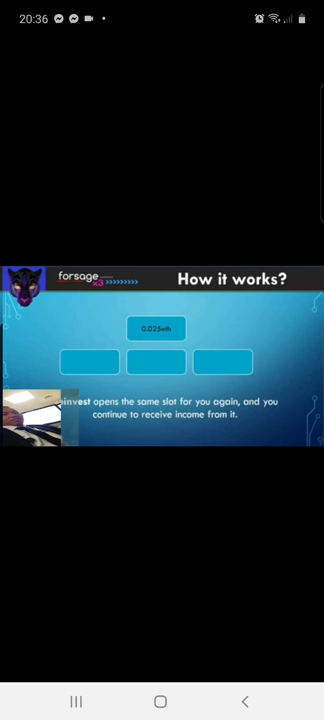 20:36
forsage
x3 >>>>>>>>>
How it works?
0.025eth
invest opens the same slot for you again, and you
continue to receive income from it.